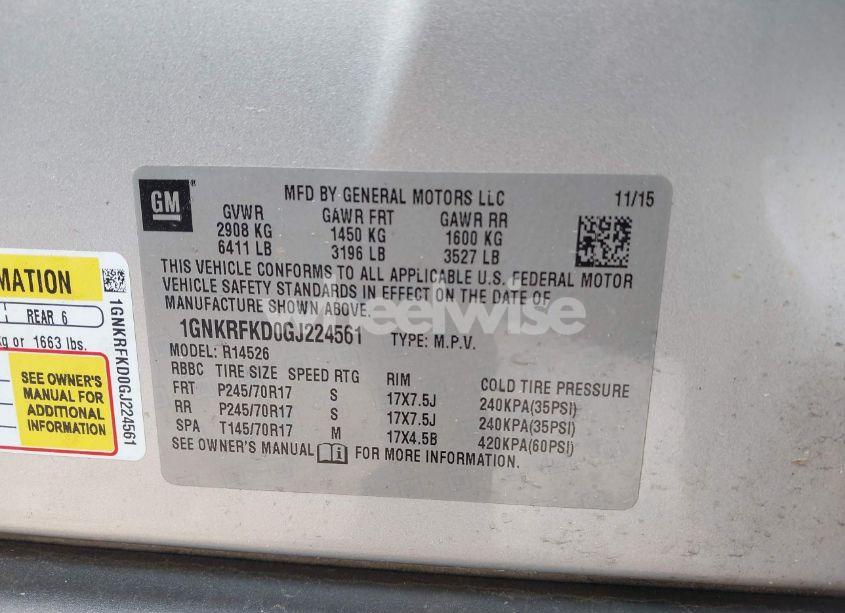 GM
MFD BY GENERAL MOTORS LLC 11/15
GVWR GAWR FRT GAWR RR
2908 KG 1450 KG 1600 KG
6411 LB 3196 LB 3527 LB
THIS VEHICLE CONFORMS TO ALL APPLICABLE U.S. FEDERAL MOTOR
VEHICLE SAFETY STANDARDS IN EFFECT ON THE DATE OF
MANUFACTURE SHOWN ABOVE.
1GNKRFKD0GJ224561 TYPE: M.P.V.
MODEL: R14526
RBBC TIRE SIZE SPEED RTG RIM COLD TIRE PRESSURE
FRT P245/70R17 S 17X7.5J 240KPA(35PSI)
RR P245/70R17 S 17X7.5J 240KPA(35PSI)
SPA T145/70R17 M 17X4.5B 420KPA(60PSI)
SEE OWNER'S MANUAL FOR MORE INFORMATION.
MATION
REAR 6
kg or 1663 lbs.
SEE OWNER'S
MANUAL FOR
ADDITIONAL
INFORMATION
1GNKRFKD0GJ224561